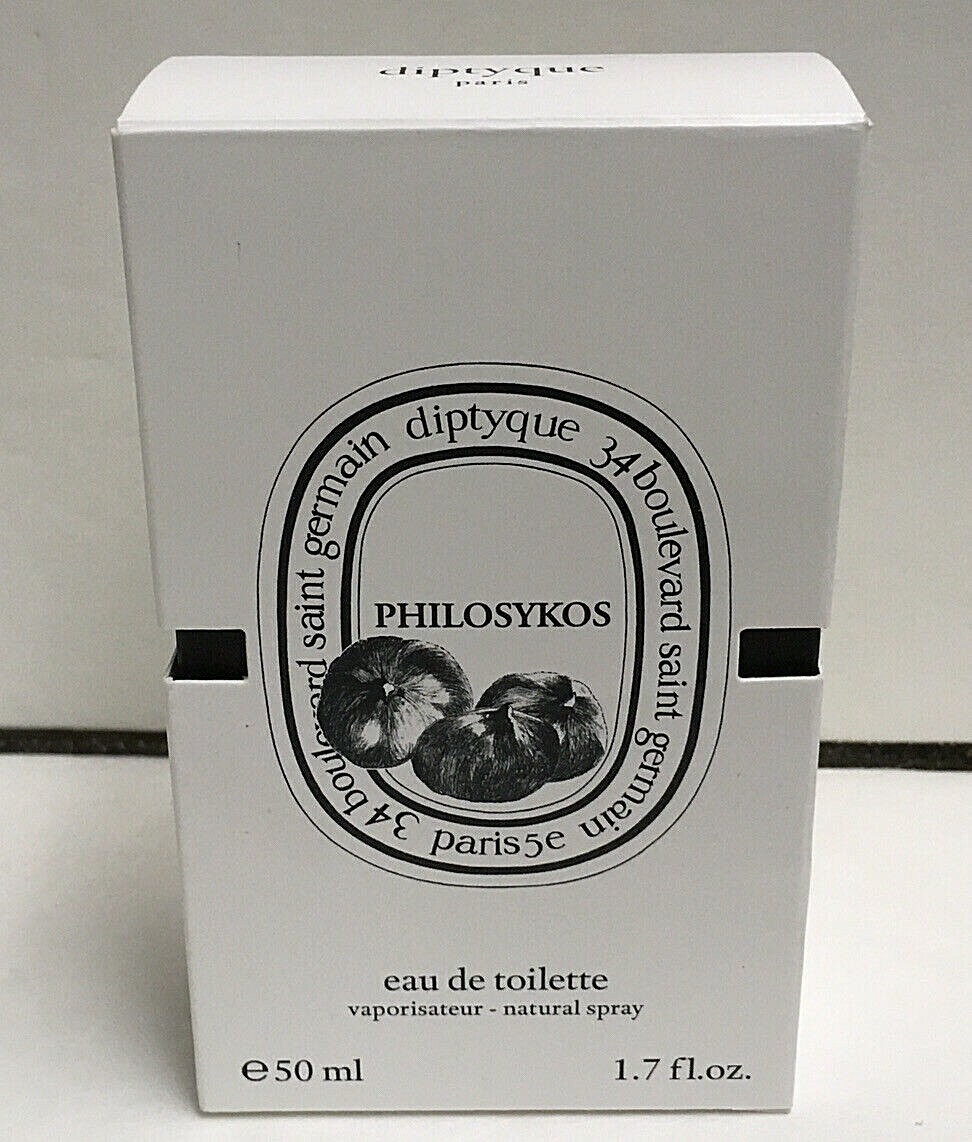 diptyque
paris
diptyque 34 boulevard saint germain paris 5e 34 boulevard saint germain
PHILOSYKOS
eau de toilette
vaporisateur - natural spray
℮50 ml
1.7 fl.oz.